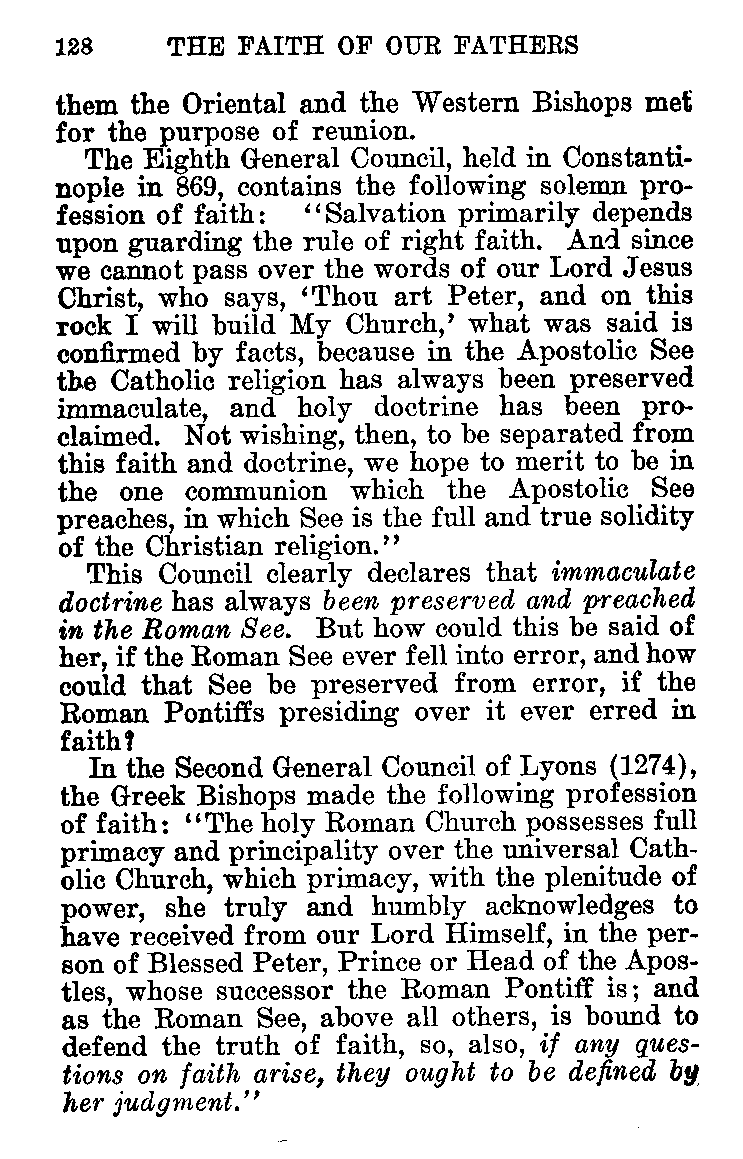 128 THE FAITH OF OUR FATHERS
them the Oriental and the Western Bishops met
for the purpose of reunion.
The Eighth General Council, held in Constanti-
nople in 869, contains the following solemn pro-
fession of faith: "Salvation primarily depends
upon guarding the rule of right faith. And since
we cannot pass over the words of our Lord Jesus
Christ, who says, 'Thou art Peter, and on this
rock I will build My Church,' what was said is
confirmed by facts, because in the Apostolic See
the Catholic religion has always been preserved
immaculate, and holy doctrine has been pro-
claimed. Not wishing, then, to be separated from
this faith and doctrine, we hope to merit to be in
the one communion which the Apostolic See
preaches, in which See is the full and true solidity
of the Christian religion."
This Council clearly declares that immaculate
doctrine has always been preserved and preached
in the Roman See. But how could this be said of
her, if the Roman See ever fell into error, and how
could that See be preserved from error, if the
Roman Pontiffs presiding over it ever erred in
faith?
In the Second General Council of Lyons (1274),
the Greek Bishops made the following profession
of faith: "The holy Roman Church possesses full
primacy and principality over the universal Cath-
olic Church, which primacy, with the plenitude of
power, she truly and humbly acknowledges to
have received from our Lord Himself, in the per-
son of Blessed Peter, Prince or Head of the Apos-
tles, whose successor the Roman Pontiff is; and
as the Roman See, above all others, is bound to
defend the truth of faith, so, also, if any ques-
tions on faith arise, they ought to be defined by
her judgment."